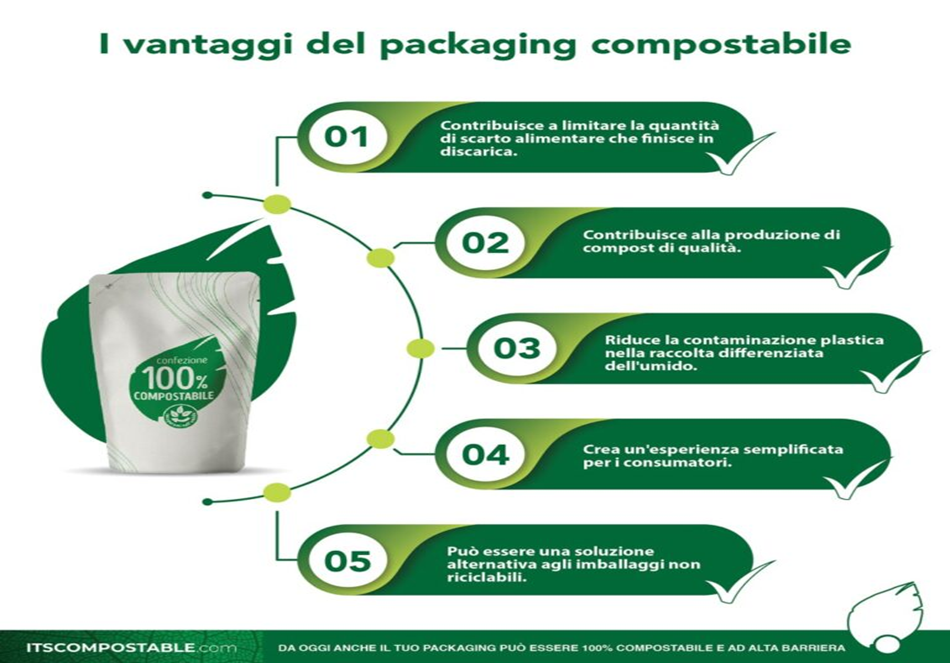 I vantaggi del packaging compostabile
01
Contribuisce a limitare la quantità
di scarto alimentare che finisce in
discarica.
02
Contribuisce alla produzione di
compost di qualità.
03
Riduce la contaminazione plastica
nella raccolta differenziata
dell'umido.
04
Crea un'esperienza semplificata
per i consumatori.
05
Può essere una soluzione
alternativa agli imballaggi non
riciclabili.
confezione
100%
COMPOSTABILE
ITSCOMPOSTABLE.com
DA OGGI ANCHE IL TUO PACKAGING PUÒ ESSERE 100% COMPOSTABILE E AD ALTA BARRIERA